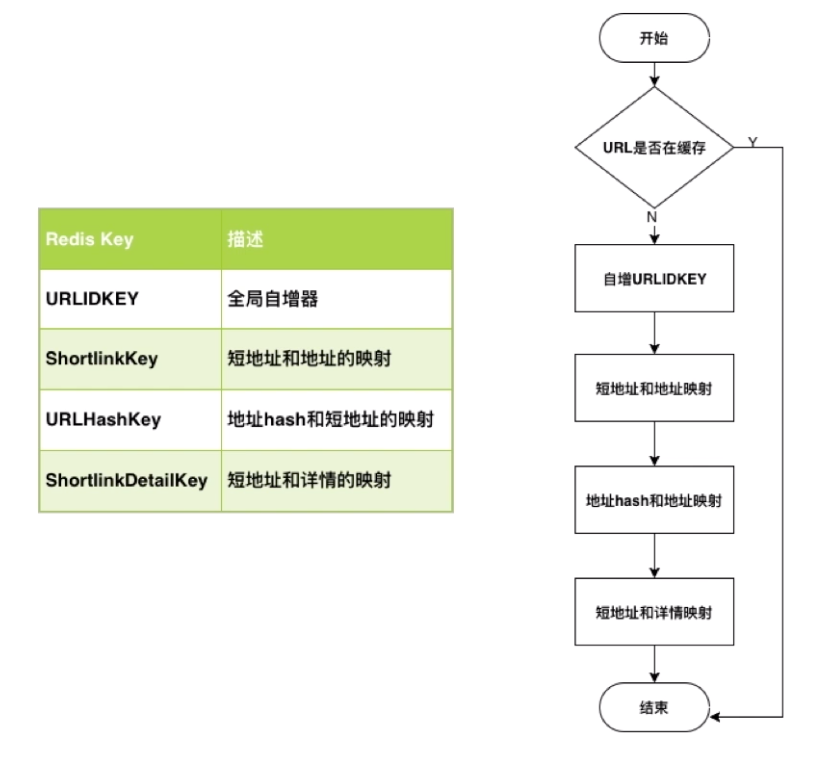 Redis Key 描述
URLIDKEY 全局自增器
ShortlinkKey 短地址和地址的映射
URLHashKey 地址hash和短地址的映射
ShortlinkDetailKey 短地址和详情的映射
开始
URL是否在缓存
Y
N
自增URLIDKEY
短地址和地址映射
地址hash和地址映射
短地址和详情映射
结束